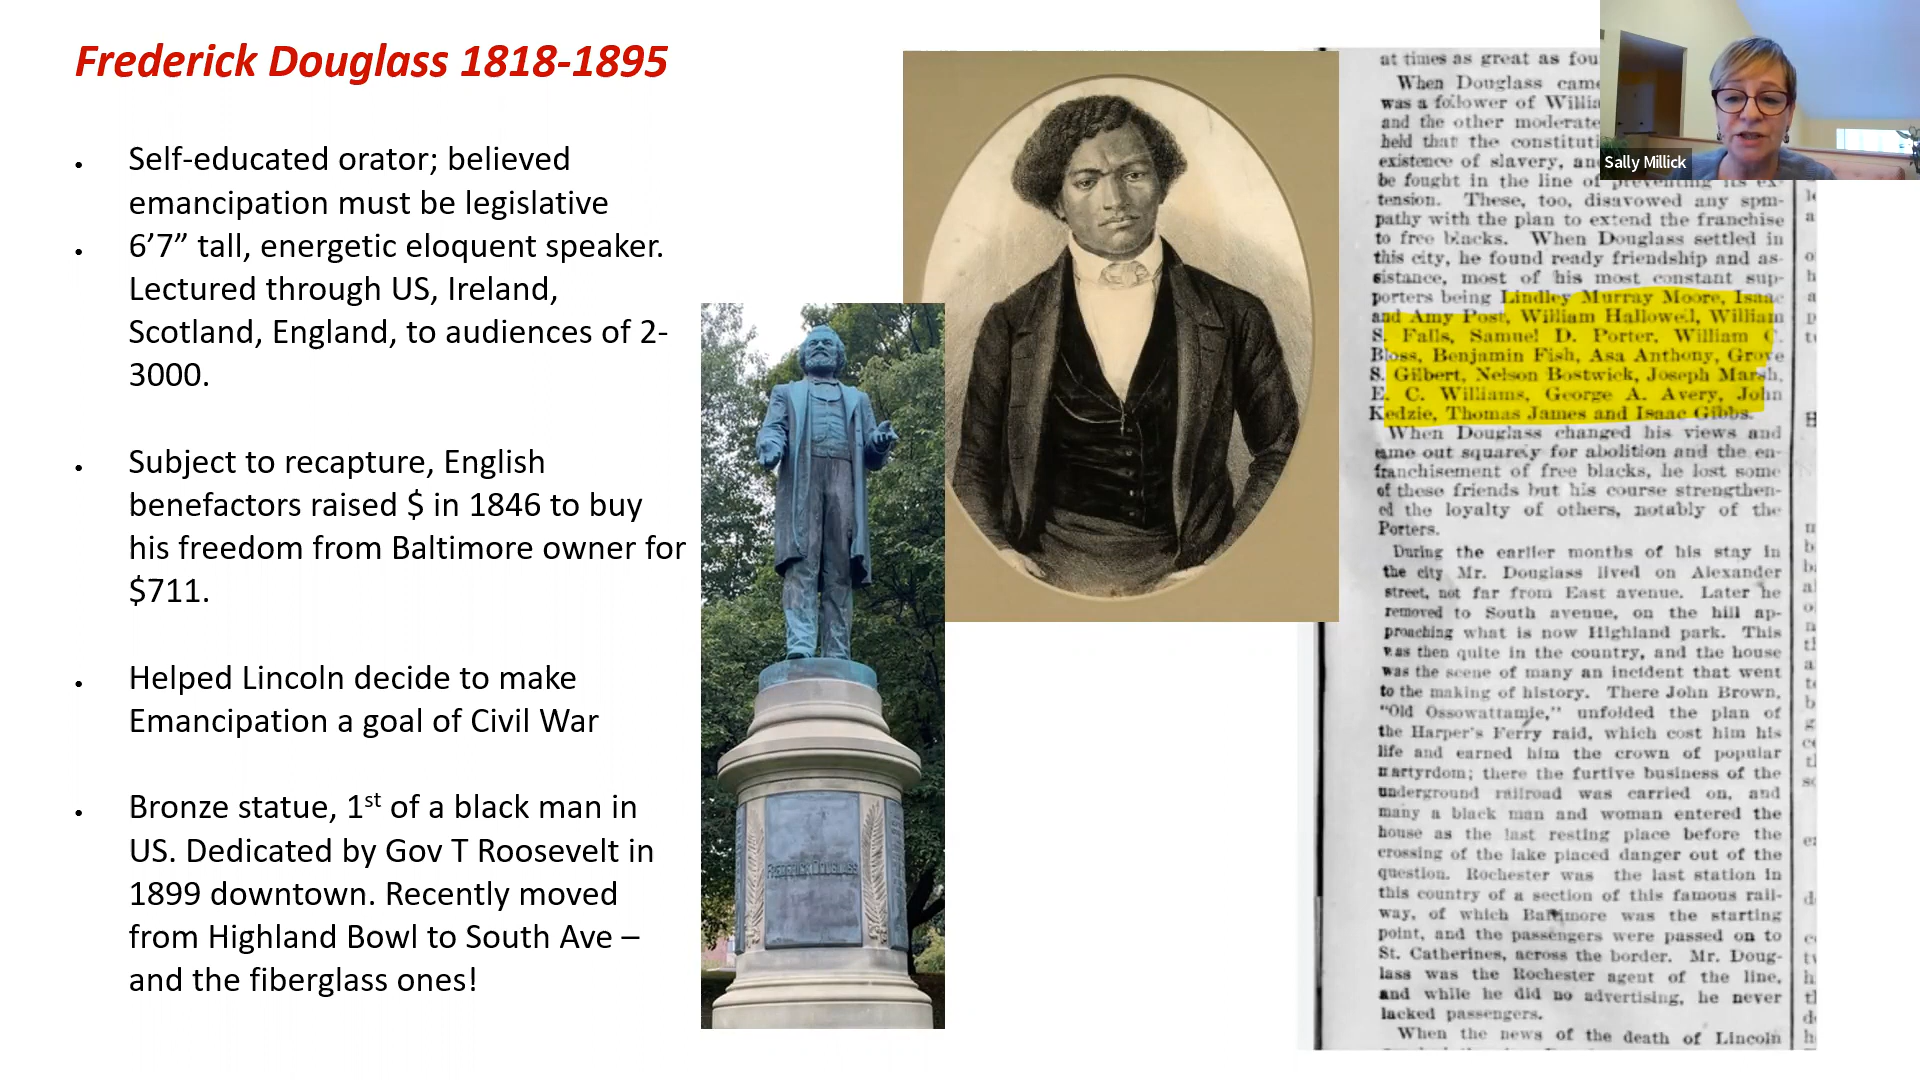 Frederick Douglass 1818-1895
• Self-educated orator; believed
emancipation must be legislative
• 6’7” tall, energetic eloquent speaker.
Lectured through US, Ireland,
Scotland, England, to audiences of 2-
3000.
• Subject to recapture, English
benefactors raised $ in 1846 to buy
his freedom from Baltimore owner for
$711.
• Helped Lincoln decide to make
Emancipation a goal of Civil War
• Bronze statue, 1st of a black man in
US. Dedicated by Gov T Roosevelt in
1899 downtown. Recently moved
from Highland Bowl to South Ave –
and the fiberglass ones!
FREDERICK DOUGLASS
at times as great as fou
When Douglass came
was a follower of Willia
and the other moderate
held that the constituti
existence of slavery, an
be fought in the line of preventing its ex-
tension. These, too, disavowed any sym-
pathy with the plan to extend the franchise
to free blacks. When Douglass settled in
this city, he found ready friendship and as-
sistance, most of his most constant sup-
porters being Lindley Murray Moore, Isaac
and Amy Post, William Hallowell, William
S. Falls, Samuel D. Porter, William C.
Bloss, Benjamin Fish, Asa Anthony, Grove
S. Gilbert, Nelson Bostwick, Joseph Marsh,
E. C. Williams, George A. Avery, John
Kedzie, Thomas James and Isaac Gibbs.
When Douglass changed his views and
came out squarely for abolition and the en-
franchisement of free blacks, he lost some
of these friends but his course strengthen-
ed the loyalty of others, notably of the
Porters.
During the earlier months of his stay in
the city Mr. Douglass lived on Alexander
street, not far from East avenue. Later he
removed to South avenue, on the hill ap-
proaching what is now Highland park. This
was then quite in the country, and the house
was the scene of many an incident that went
to the making of history. There John Brown,
"Old Ossowattamie," unfolded the plan of
the Harper's Ferry raid, which cost him his
life and earned him the crown of popular
martyrdom; there the furtive business of the
underground railroad was carried on, and
many a black man and woman entered the
house as the last resting place before the
crossing of the lake placed danger out of the
question. Rochester was the last station in
this country of a section of this famous rail-
way, of which Baltimore was the starting
point, and the passengers were passed on to
St. Catherines, across the border. Mr. Doug-
lass was the Rochester agent of the line,
and while he did no advertising, he never
lacked passengers.
When the news of the death of Lincoln
Sally Millick